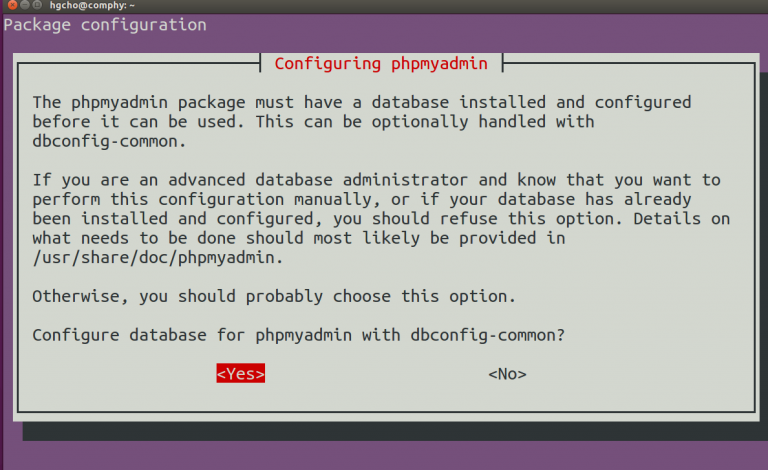 hgcho@comphy: ~
Package configuration
Configuring phpmyadmin
The phpmyadmin package must have a database installed and configured
before it can be used. This can be optionally handled with
dbconfig-common.
If you are an advanced database administrator and know that you want to
perform this configuration manually, or if your database has already
been installed and configured, you should refuse this option. Details on
what needs to be done should most likely be provided in
/usr/share/doc/phpmyadmin.
Otherwise, you should probably choose this option.
Configure database for phpmyadmin with dbconfig-common?
<Yes> <No>